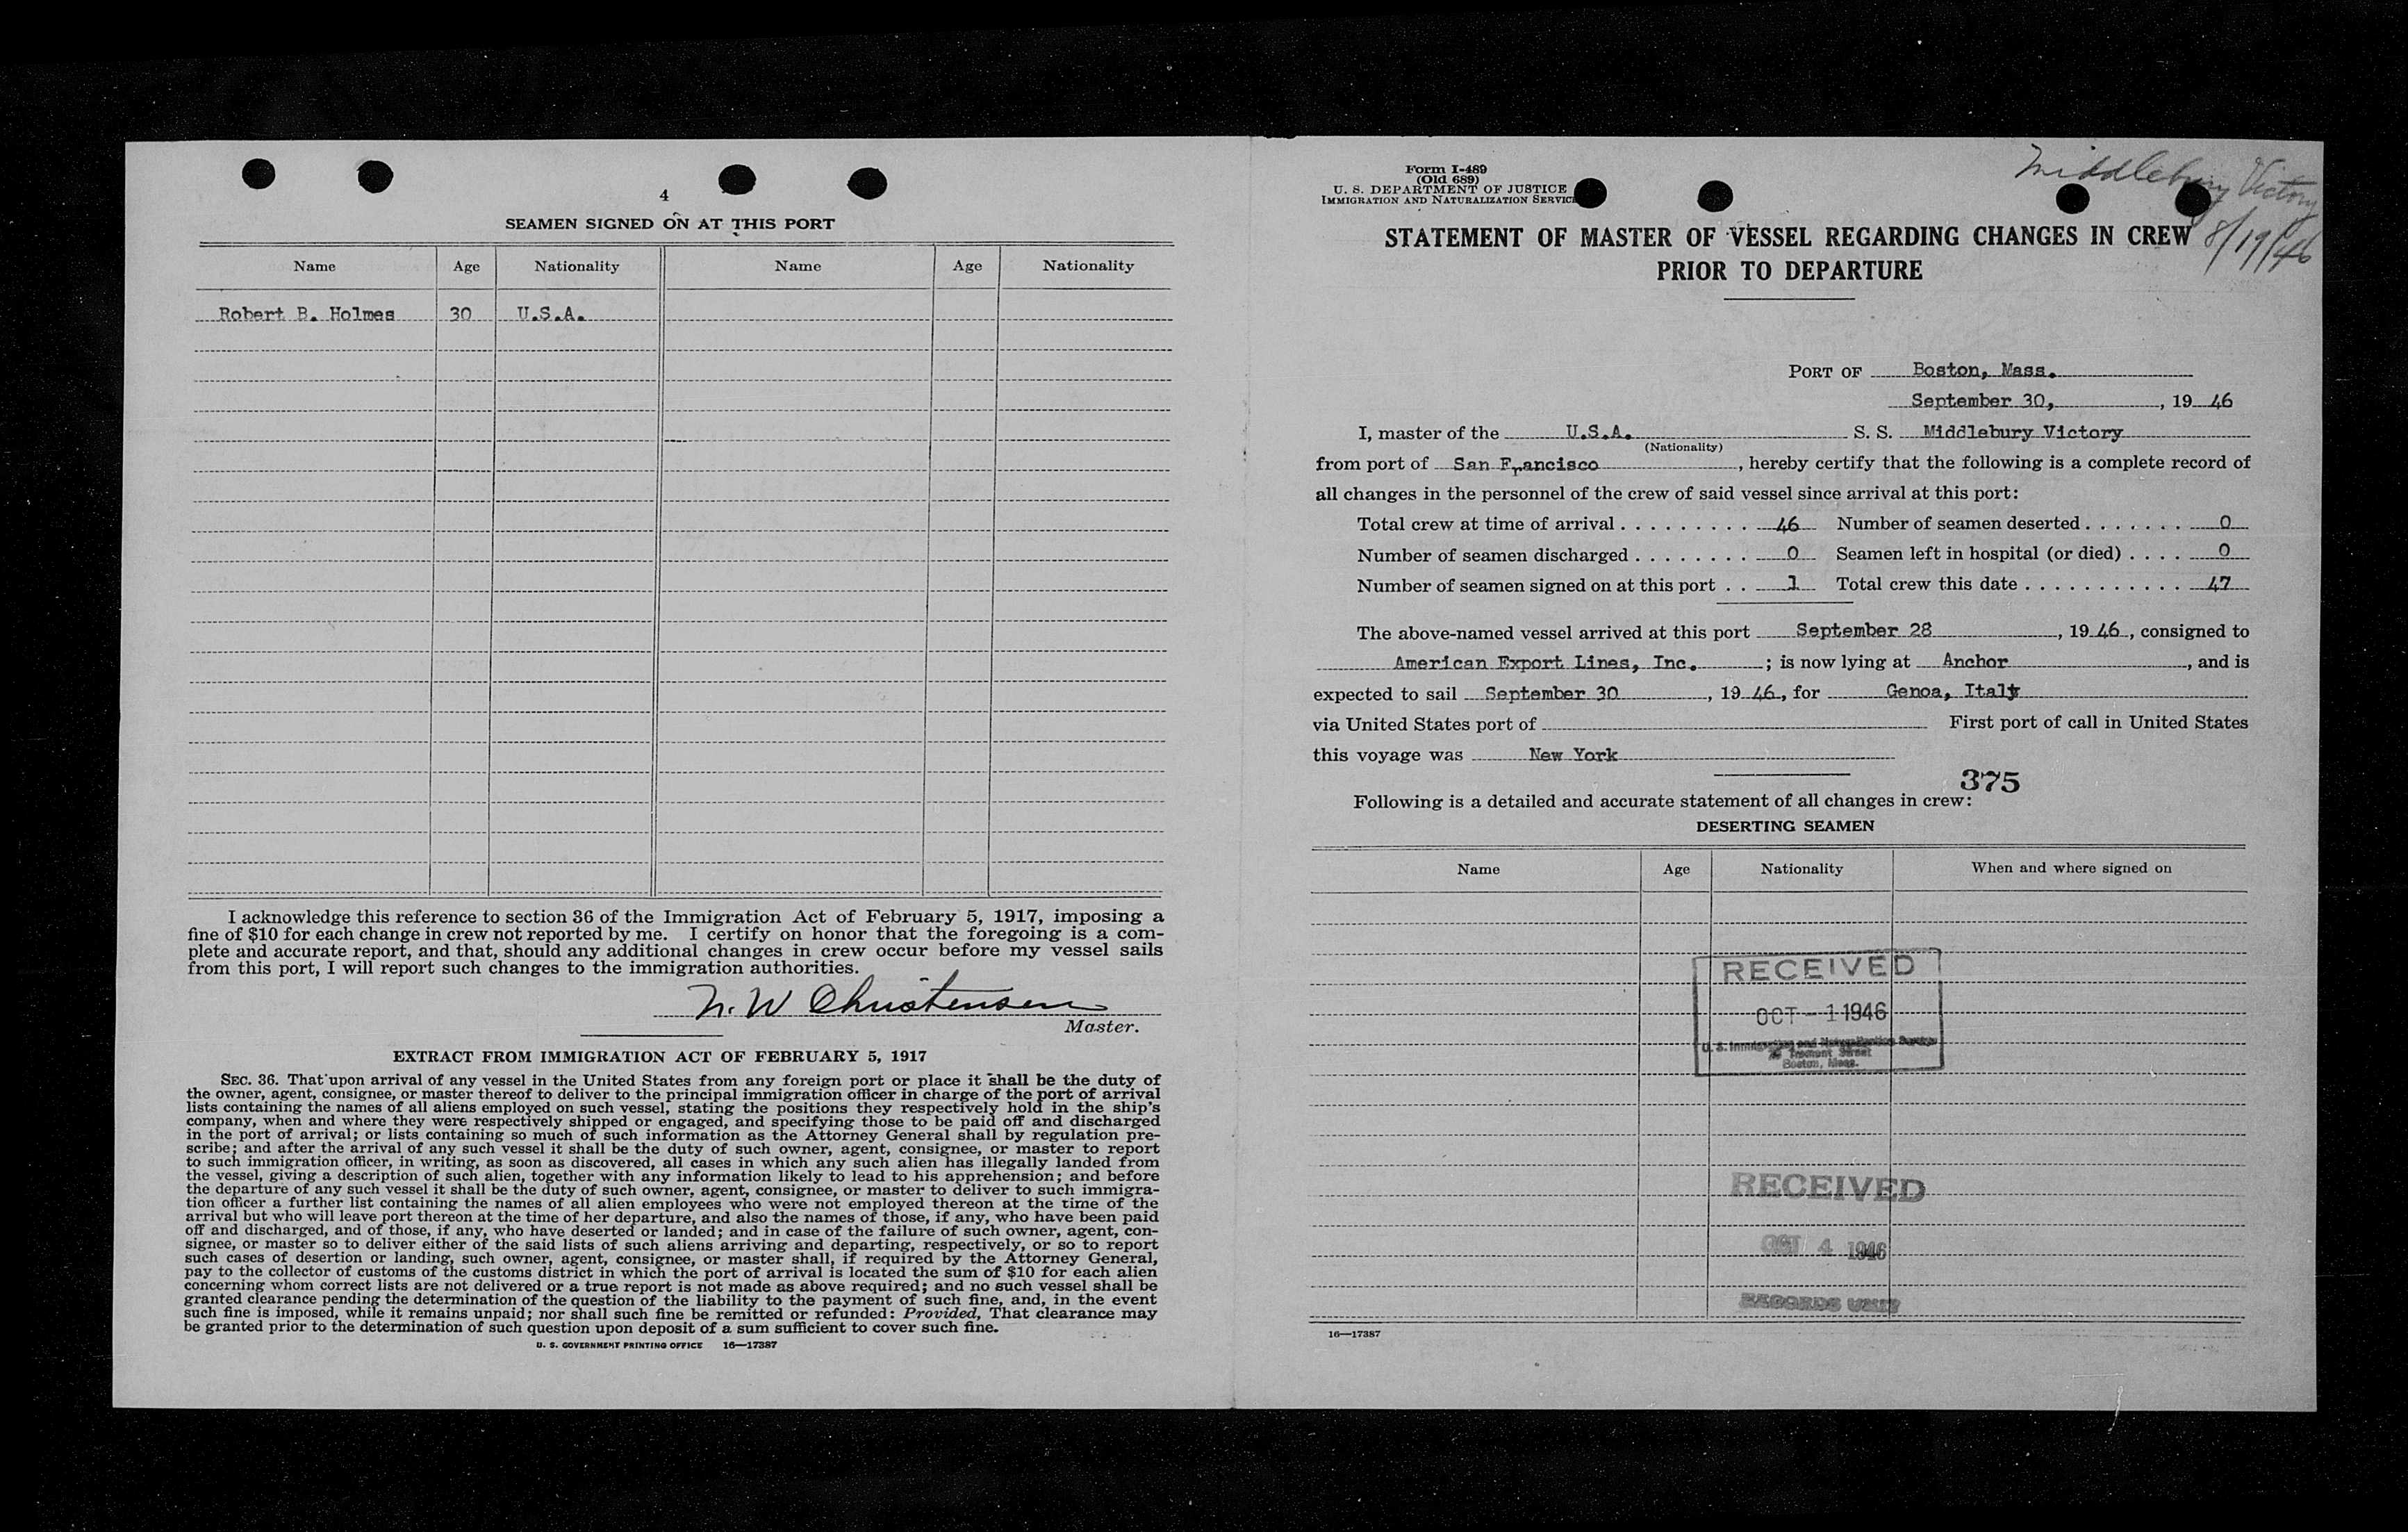 4
SEAMEN SIGNED ON AT THIS PORT
Name Age Nationality Name Age Nationality
Robert B. Holmes 30 U.S.A.
I acknowledge this reference to section 36 of the Immigration Act of February 5, 1917, imposing a
fine of $10 for each change in crew not reported by me. I certify on honor that the foregoing is a com-
plete and accurate report, and that, should any additional changes in crew occur before my vessel sails
from this port, I will report such changes to the immigration authorities.
N. W Christensen
Master.
EXTRACT FROM IMMIGRATION ACT OF FEBRUARY 5, 1917
SEC. 36. That upon arrival of any vessel in the United States from any foreign port or place it shall be the duty of
the owner, agent, consignee, or master thereof to deliver to the principal immigration officer in charge of the port of arrival
lists containing the names of all aliens employed on such vessel, stating the positions they respectively hold in the ship's
company, when and where they were respectively shipped or engaged, and specifying those to be paid off and discharged
in the port of arrival; or lists containing so much of such information as the Attorney General shall by regulation pre-
scribe; and after the arrival of any such vessel it shall be the duty of such owner, agent, consignee, or master to report
to such immigration officer, in writing, as soon as discovered, all cases in which any such alien has illegally landed from
the vessel, giving a description of such alien, together with any information likely to lead to his apprehension; and before
the departure of any such vessel it shall be the duty of such owner, agent, consignee, or master to deliver to such immigra-
tion officer a further list containing the names of all alien employees who were not employed thereon at the time of the
arrival but who will leave port thereon at the time of her departure, and also the names of those, if any, who have been paid
off and discharged, and of those, if any, who have deserted or landed; and in case of the failure of such owner, agent, con-
signee, or master so to deliver either of the said lists of such aliens arriving and departing, respectively, or so to report
such cases of desertion or landing, such owner, agent, consignee, or master shall, if required by the Attorney General,
pay to the collector of customs of the customs district in which the port of arrival is located the sum of $10 for each alien
concerning whom correct lists are not delivered or a true report is not made as above required; and no such vessel shall be
granted clearance pending the determination of the question of the liability to the payment of such fine, and, in the event
such fine is imposed, while it remains unpaid; nor shall such fine be remitted or refunded: Provided, That clearance may
be granted prior to the determination of such question upon deposit of a sum sufficient to cover such fine.
U. S. GOVERNMENT PRINTING OFFICE 16—17387
Form I-489
(Old 689)
U. S. DEPARTMENT OF JUSTICE
IMMIGRATION AND NATURALIZATION SERVICE
Middlebury Victory
8/19/46
STATEMENT OF MASTER OF VESSEL REGARDING CHANGES IN CREW
PRIOR TO DEPARTURE
PORT OF Boston, Mass.
September 30, , 19 46
I, master of the U.S.A. S. S. Middlebury Victory
(Nationality)
from port of San Francisco , hereby certify that the following is a complete record of
all changes in the personnel of the crew of said vessel since arrival at this port:
Total crew at time of arrival . . . . . . . . . 46 Number of seamen deserted . . . . . . . 0
Number of seamen discharged . . . . . . . . 0 Seamen left in hospital (or died) . . . . 0
Number of seamen signed on at this port . . 1 Total crew this date . . . . . . . . . . . . 47
The above-named vessel arrived at this port September 28 , 19 46 , consigned to
American Export Lines, Inc. ; is now lying at Anchor , and is
expected to sail September 30 , 19 46 , for Genoa, Italy
via United States port of First port of call in United States
this voyage was New York
375
Following is a detailed and accurate statement of all changes in crew:
DESERTING SEAMEN
Name Age Nationality When and where signed on
RECEIVED
OCT - 1 1946
U. S. Immigration and Naturalization Service
Tremont Street
Boston, Mass.
RECEIVED
OCT 4 1946
RECORDS UNIT
16—17387